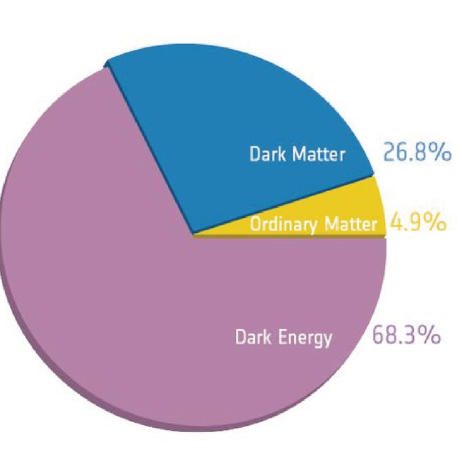 Dark Matter 26.8%
Ordinary Matter 4.9%
Dark Energy 68.3%